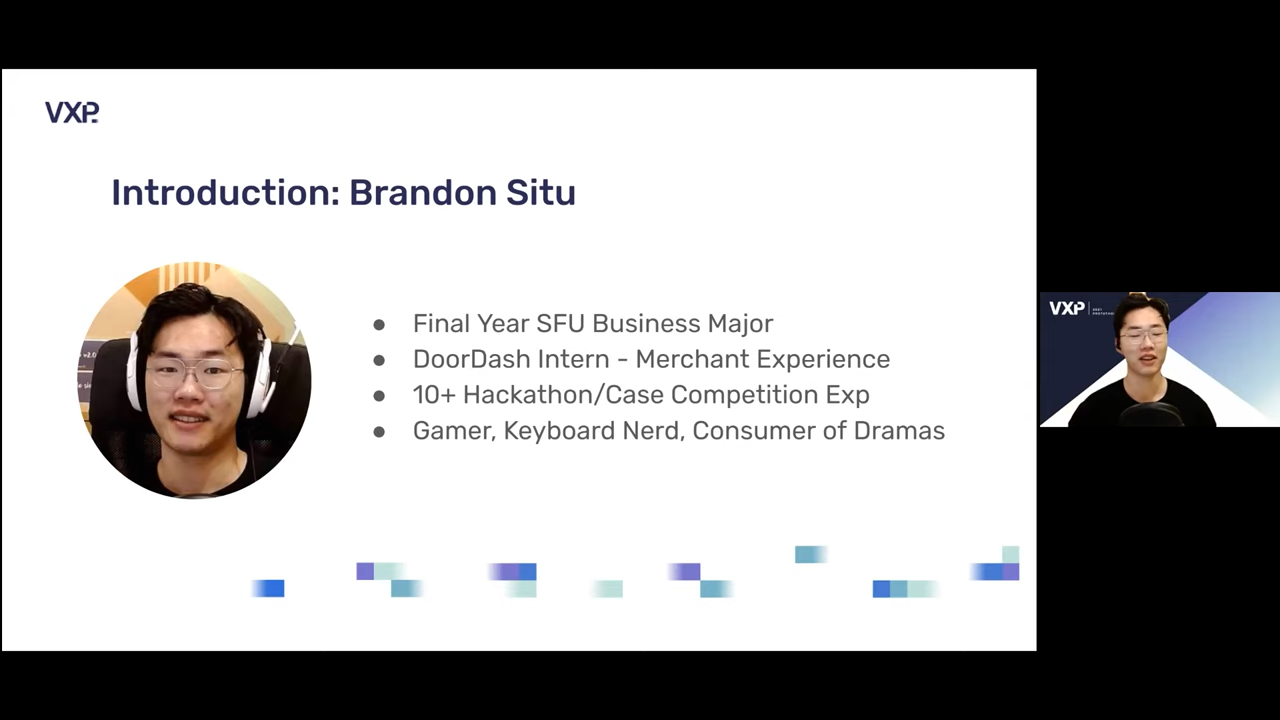 VXP
Introduction: Brandon Situ
Final Year SFU Business Major
DoorDash Intern - Merchant Experience
10+ Hackathon/Case Competition Exp
Gamer, Keyboard Nerd, Consumer of Dramas
VXP
2021